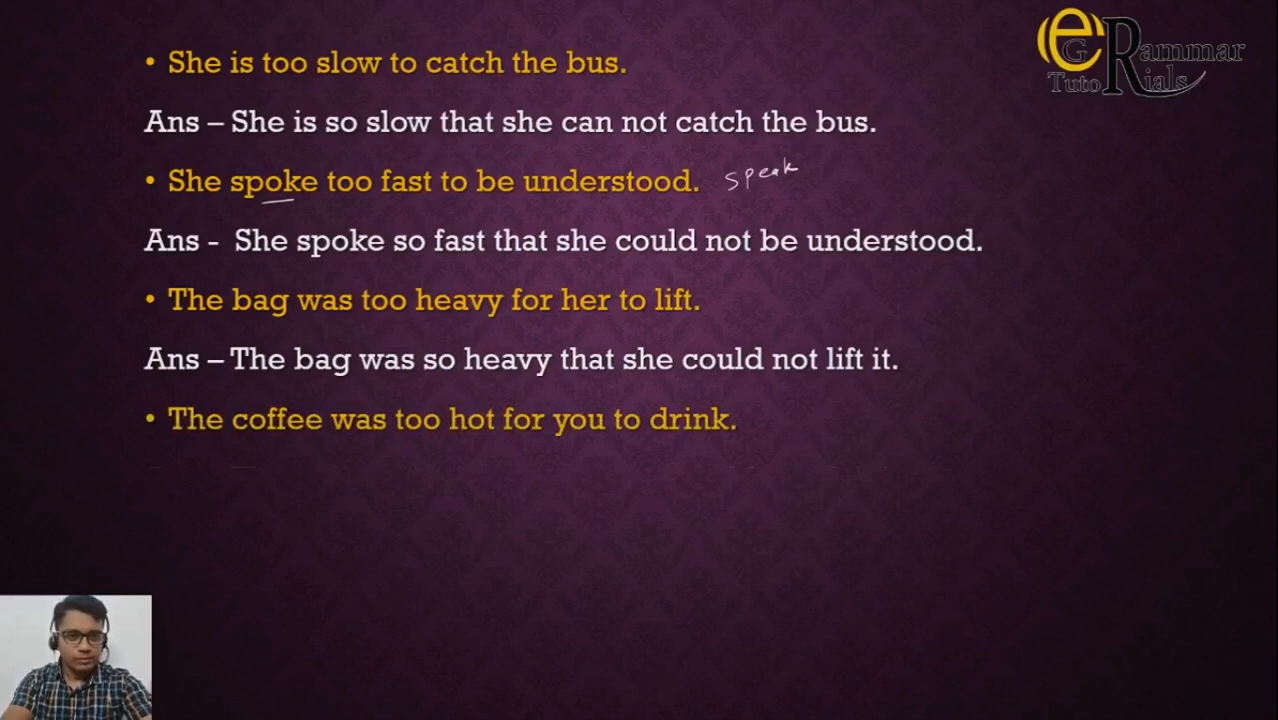 eGRammar
TutoRials
• She is too slow to catch the bus.
Ans – She is so slow that she can not catch the bus.
• She spoke too fast to be understood. speak
Ans - She spoke so fast that she could not be understood.
• The bag was too heavy for her to lift.
Ans – The bag was so heavy that she could not lift it.
• The coffee was too hot for you to drink.